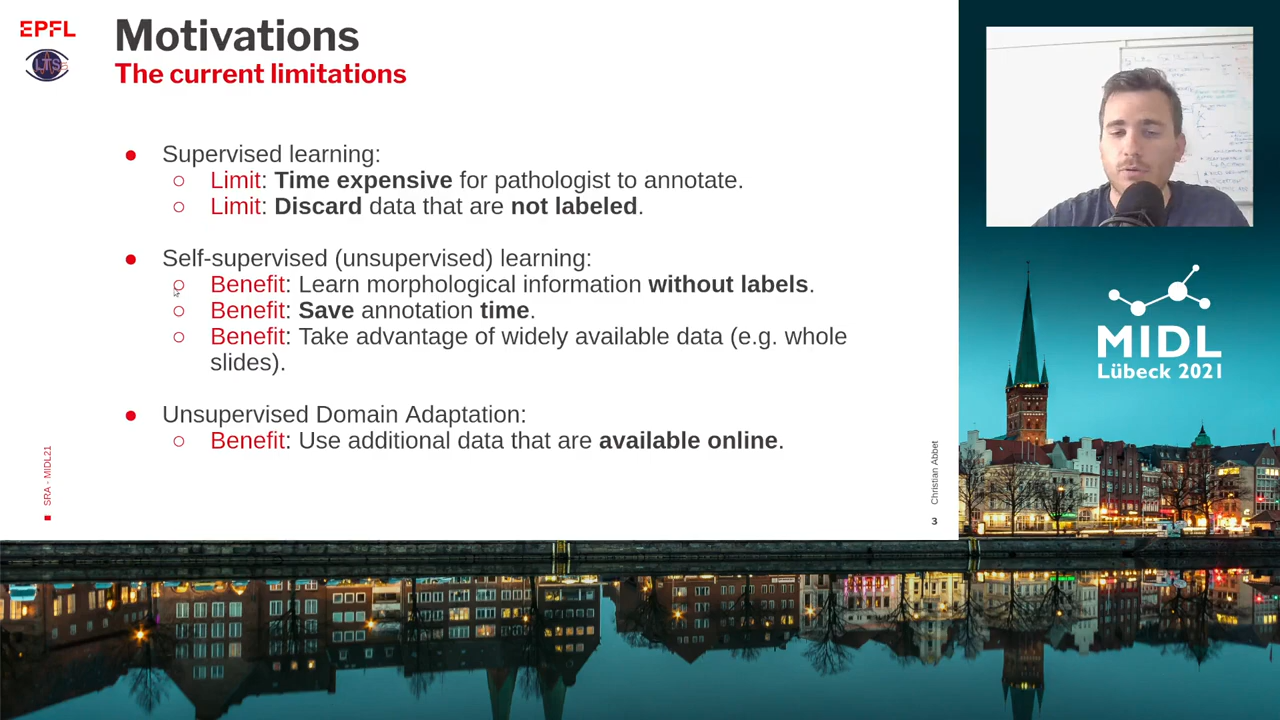 EPFL
LTS
Motivations
The current limitations
● Supervised learning:
○ Limit: Time expensive for pathologist to annotate.
○ Limit: Discard data that are not labeled.
● Self-supervised (unsupervised) learning:
○ Benefit: Learn morphological information without labels.
○ Benefit: Save annotation time.
○ Benefit: Take advantage of widely available data (e.g. whole
slides).
● Unsupervised Domain Adaptation:
○ Benefit: Use additional data that are available online.
SRA - MIDL21
Christian Abbet
3
MIDL
Lübeck 2021